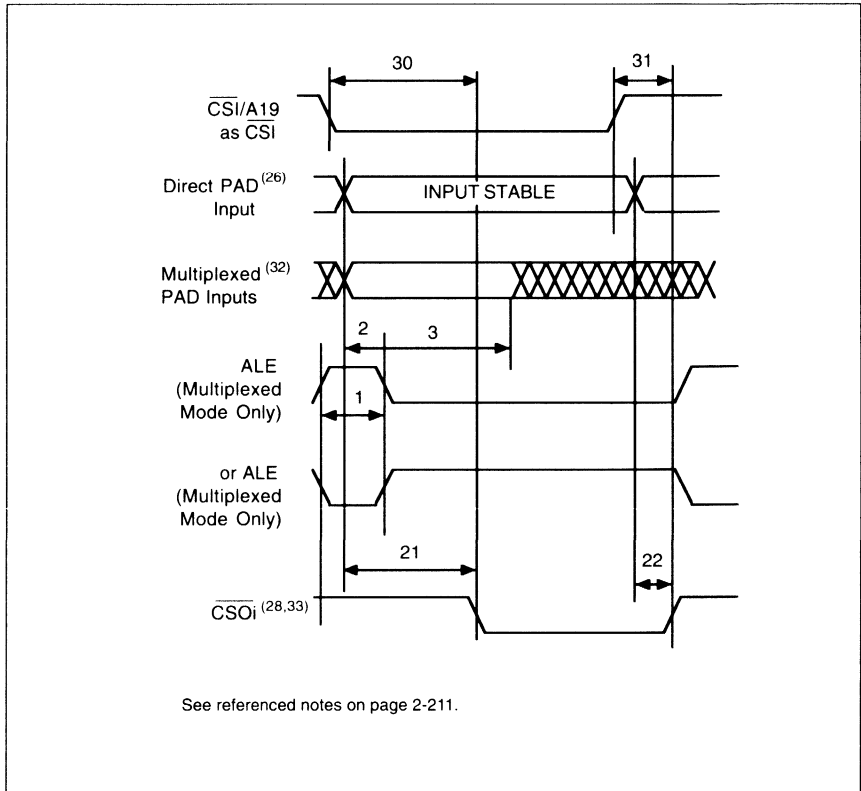 30
31
CSI/A19
as CSI
Direct PAD (26)
Input
INPUT STABLE
Multiplexed (32)
PAD Inputs
2
3
ALE
(Multiplexed
Mode Only)
1
or ALE
(Multiplexed
Mode Only)
21
22
CSOi (28,33)
See referenced notes on page 2-211.